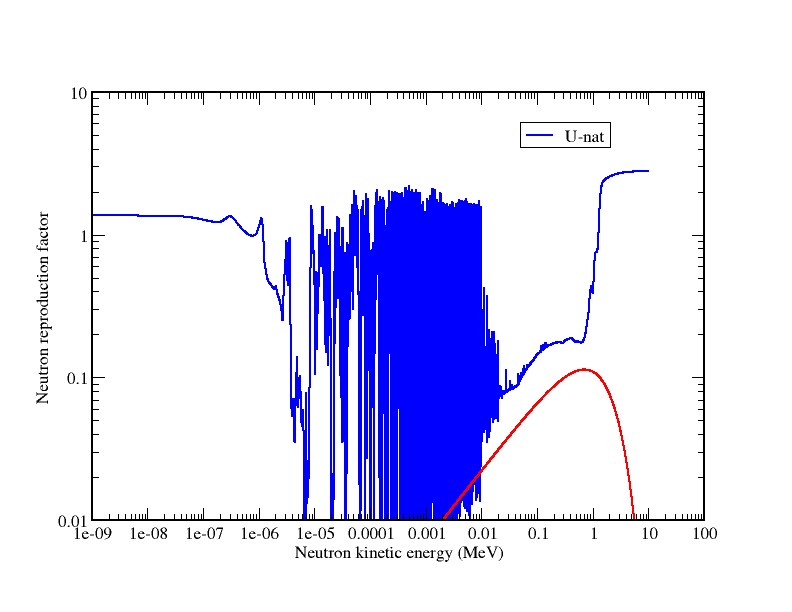 10
U-nat
1
Neutron reproduction factor
0.1
0.01
1e-09 1e-08 1e-07 1e-06 1e-05 0.0001 0.001 0.01 0.1 1 10 100
Neutron kinetic energy (MeV)